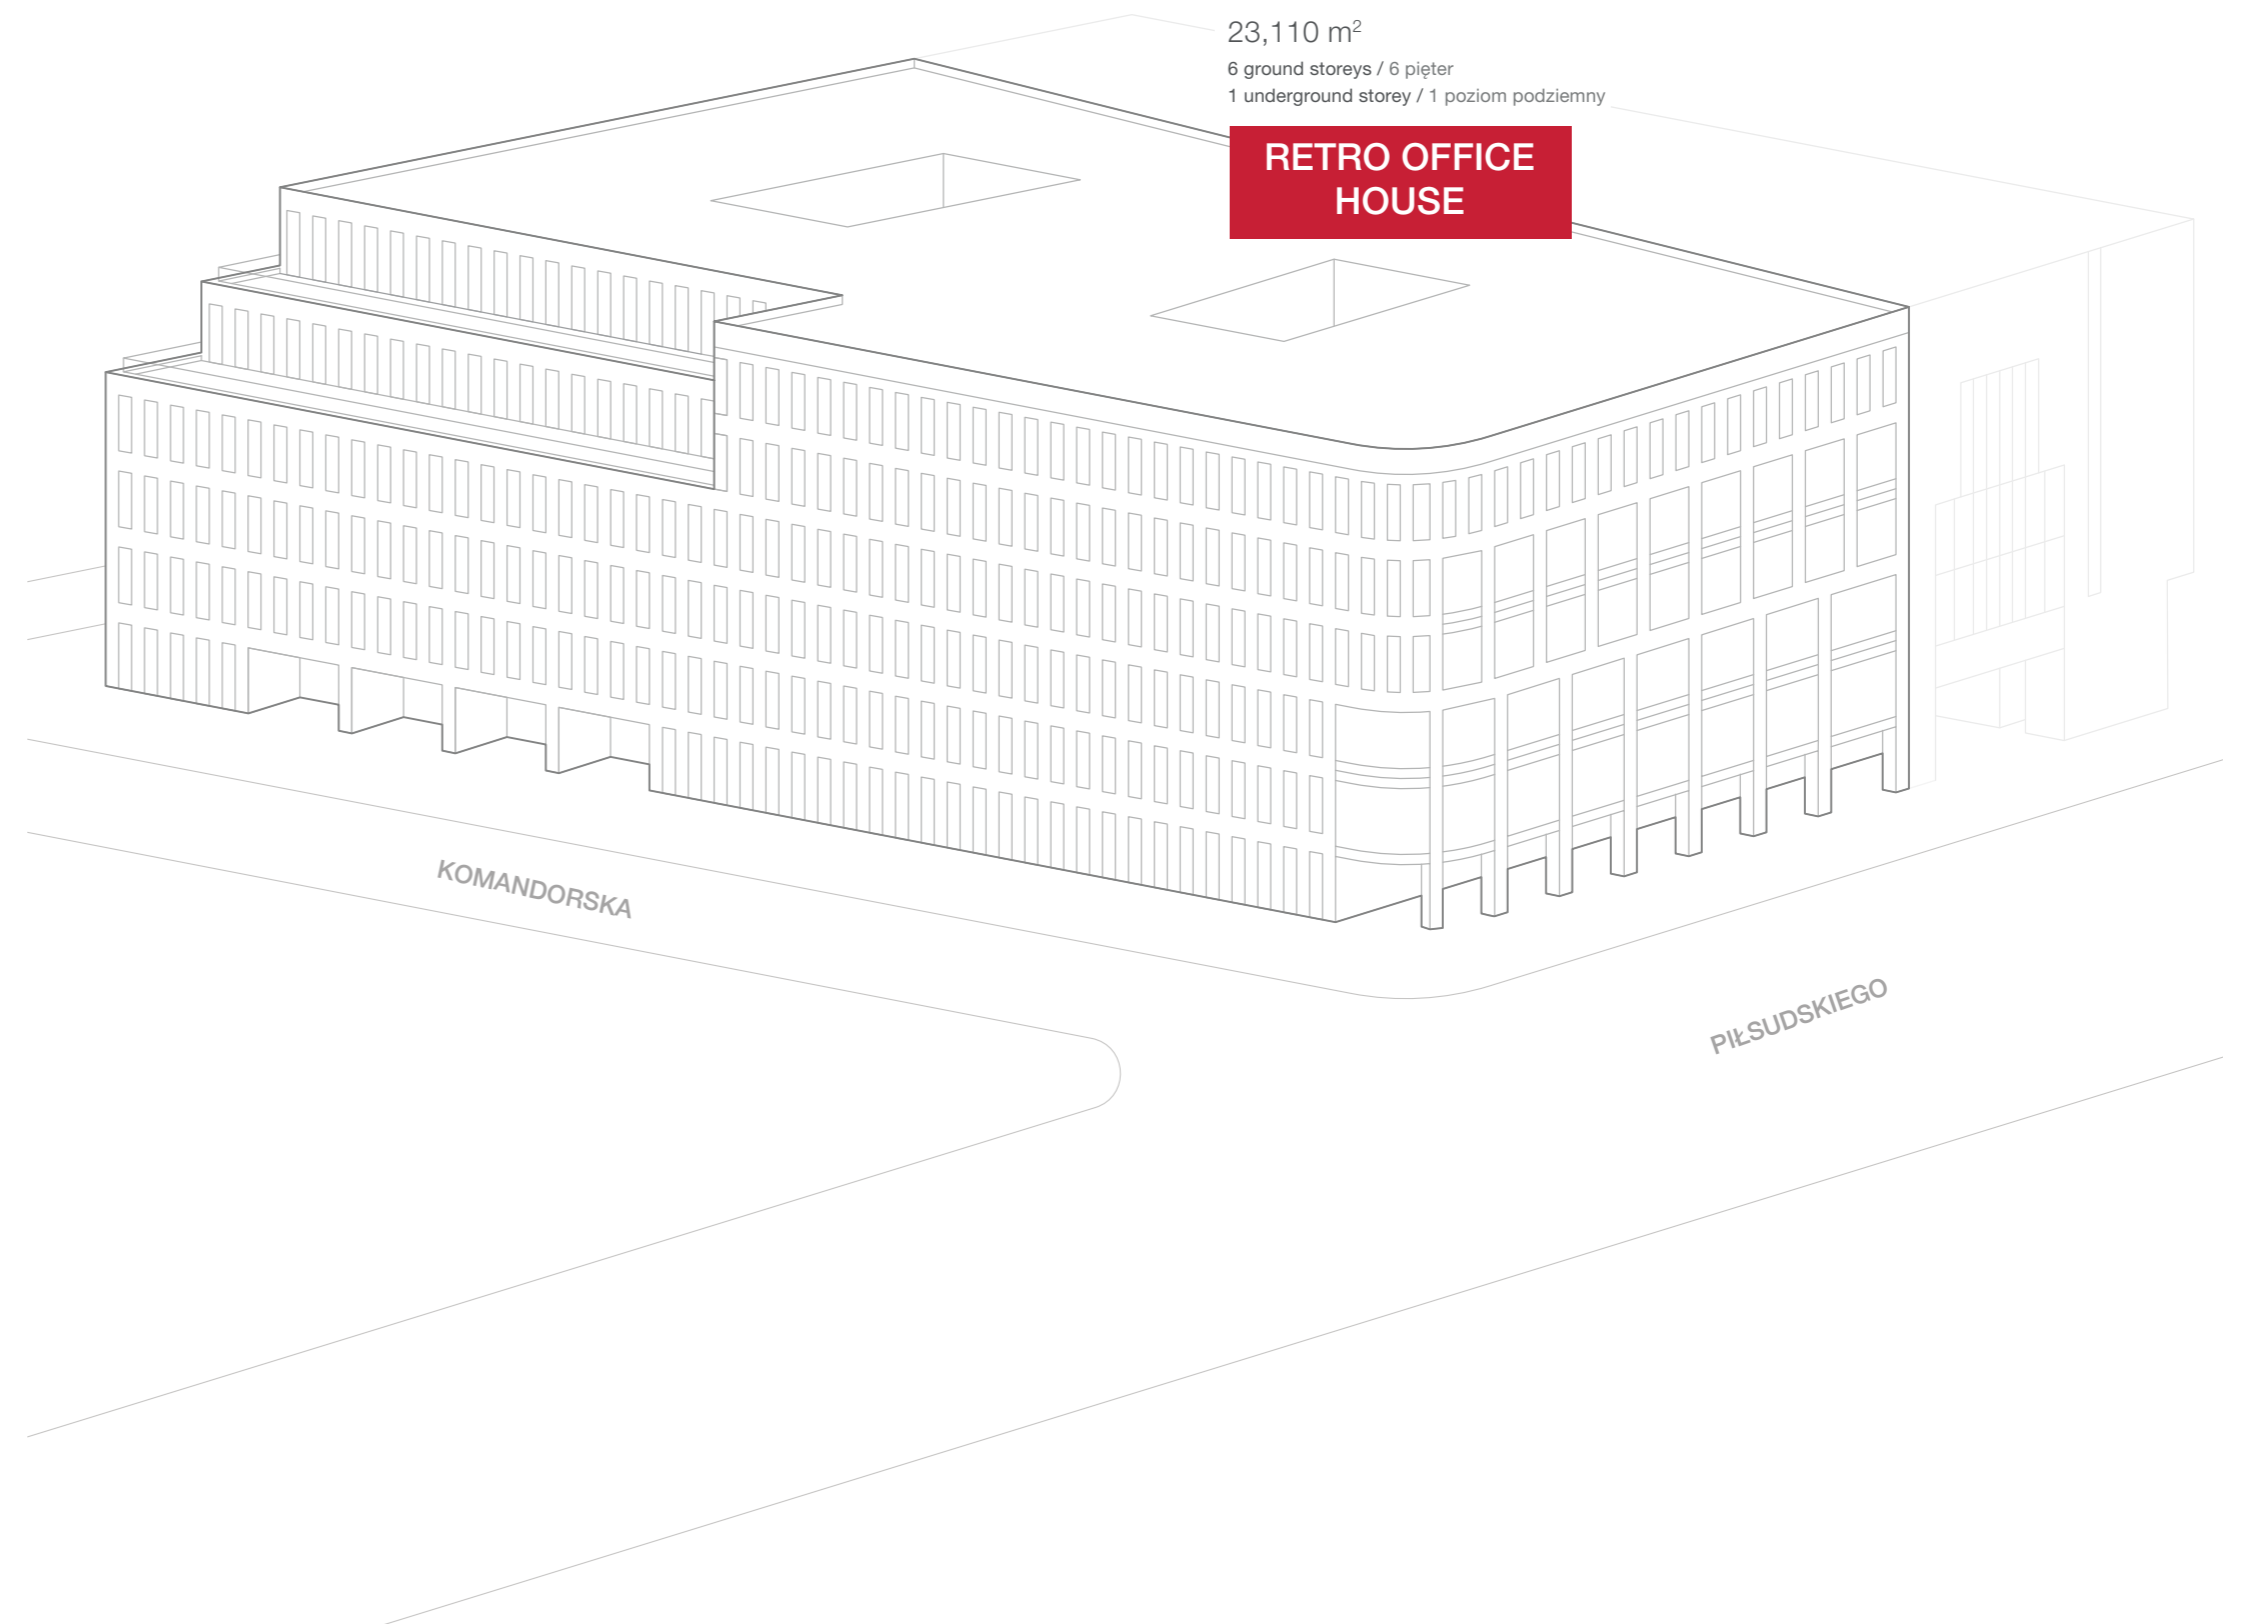 23,110 m²
6 ground storeys / 6 pięter
1 underground storey / 1 poziom podziemny
RETRO OFFICE
HOUSE
KOMANDORSKA
PIŁSUDSKIEGO